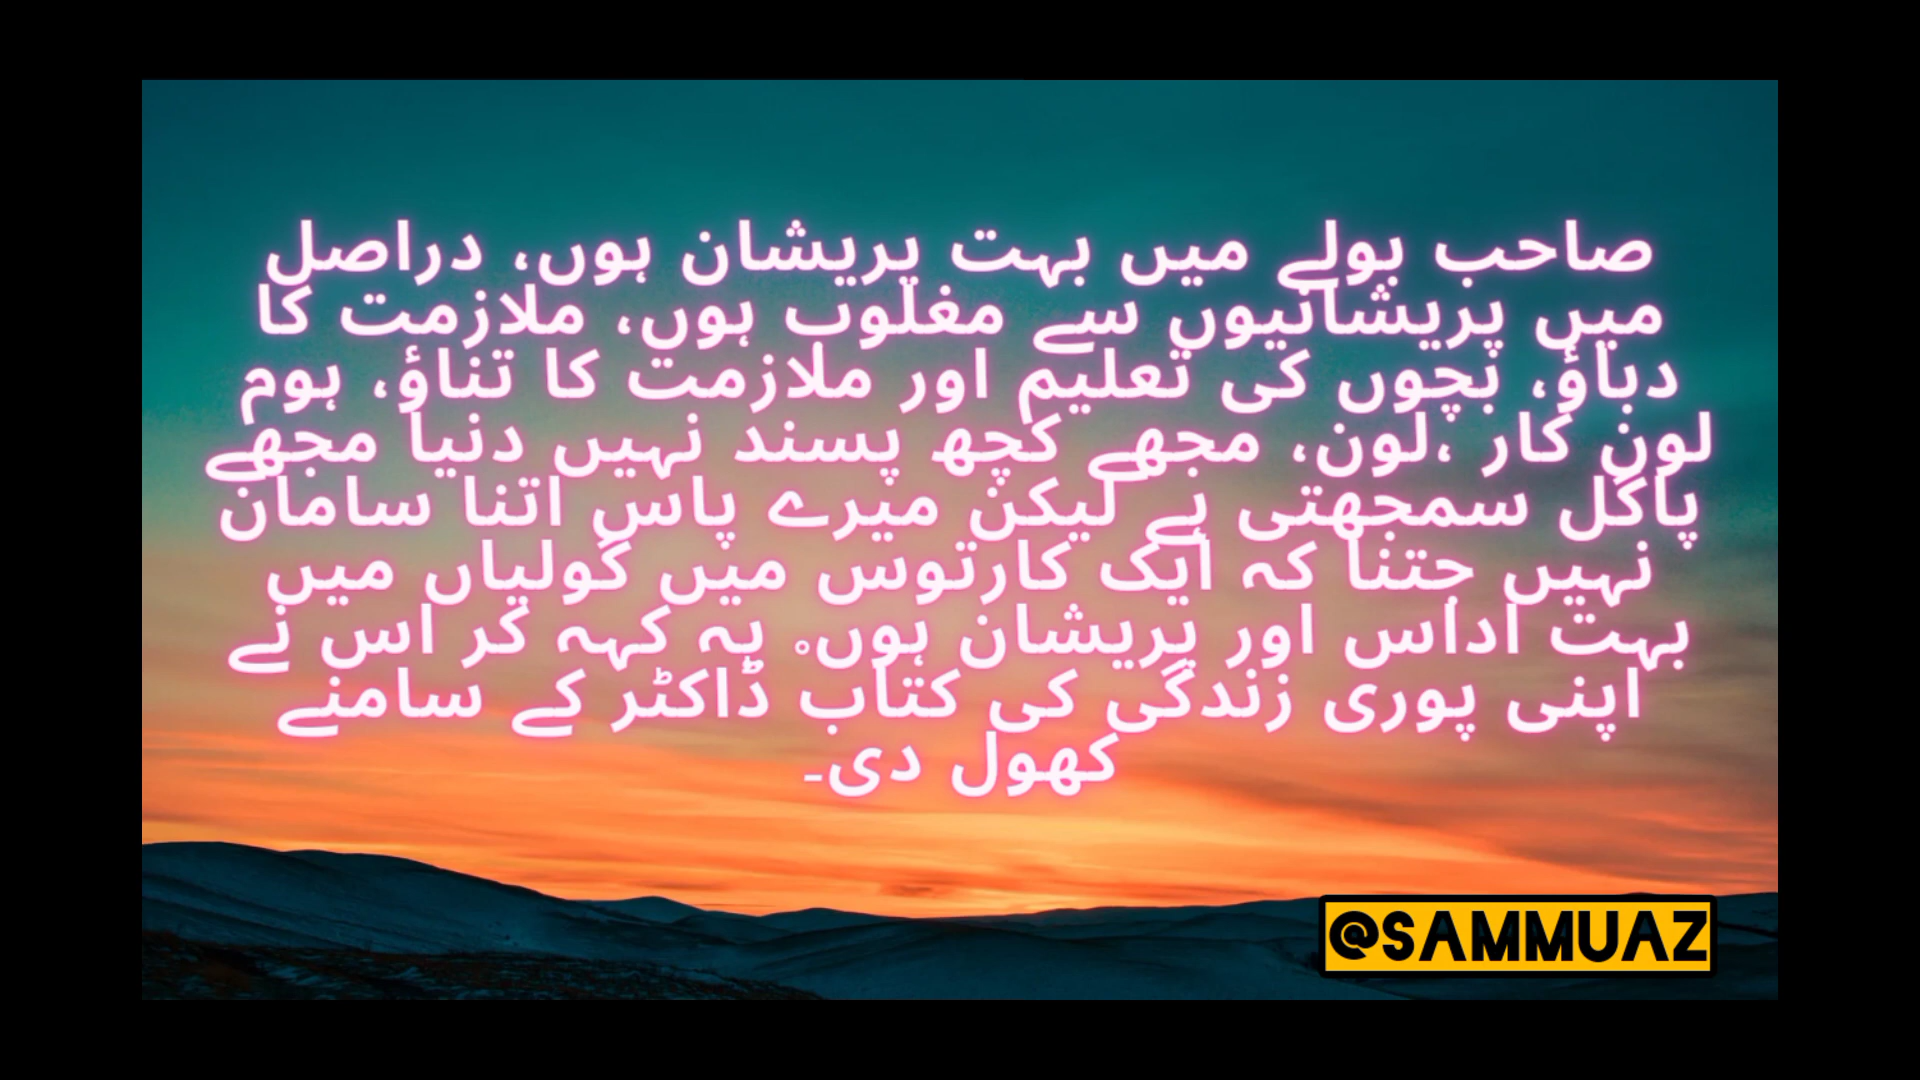 صاحب بولے میں بہت پریشان ہوں، دراصل
میں پریشانیوں سے مغلوب ہوں، ملازمت کا
دباؤ، بچوں کی تعلیم اور ملازمت کا تناؤ، ہوم
لون کار ،لون، مجھے کچھ پسند نہیں دنیا مجھے
پاگل سمجھتی ہے لیکن میرے پاس اتنا سامان
نہیں جتنا کہ ایک کارتوس میں گولیاں میں
بہت اداس اور پریشان ہوں۔ یہ کہہ کر اس نے
اپنی پوری زندگی کی کتاب ڈاکٹر کے سامنے
کھول دی۔
@SAMMUAZ